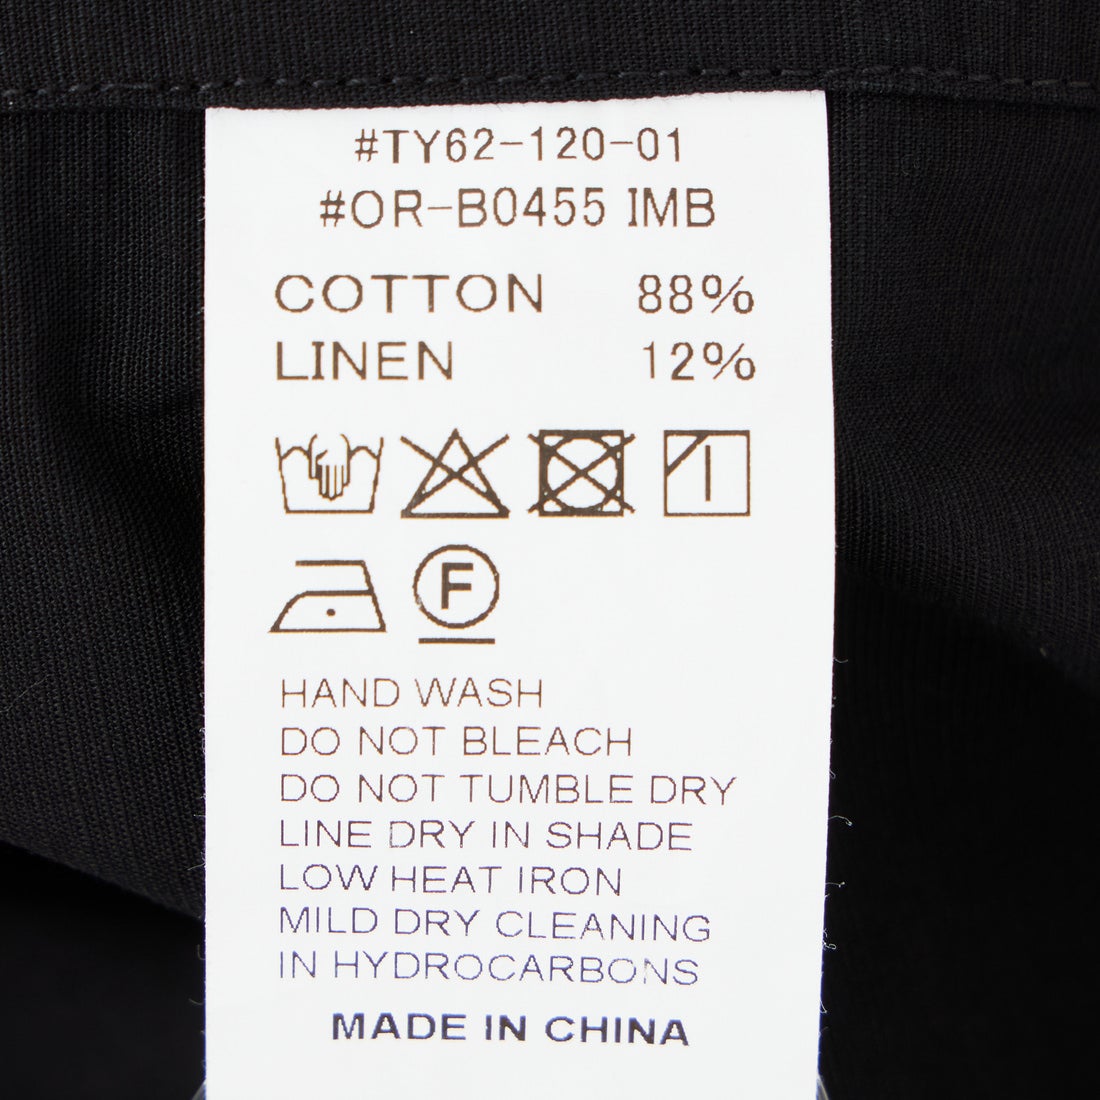 #TY62-120-01
#OR-B0455 IMB
COTTON 88%
LINEN 12%
F
HAND WASH
DO NOT BLEACH
DO NOT TUMBLE DRY
LINE DRY IN SHADE
LOW HEAT IRON
MILD DRY CLEANING
IN HYDROCARBONS
MADE IN CHINA